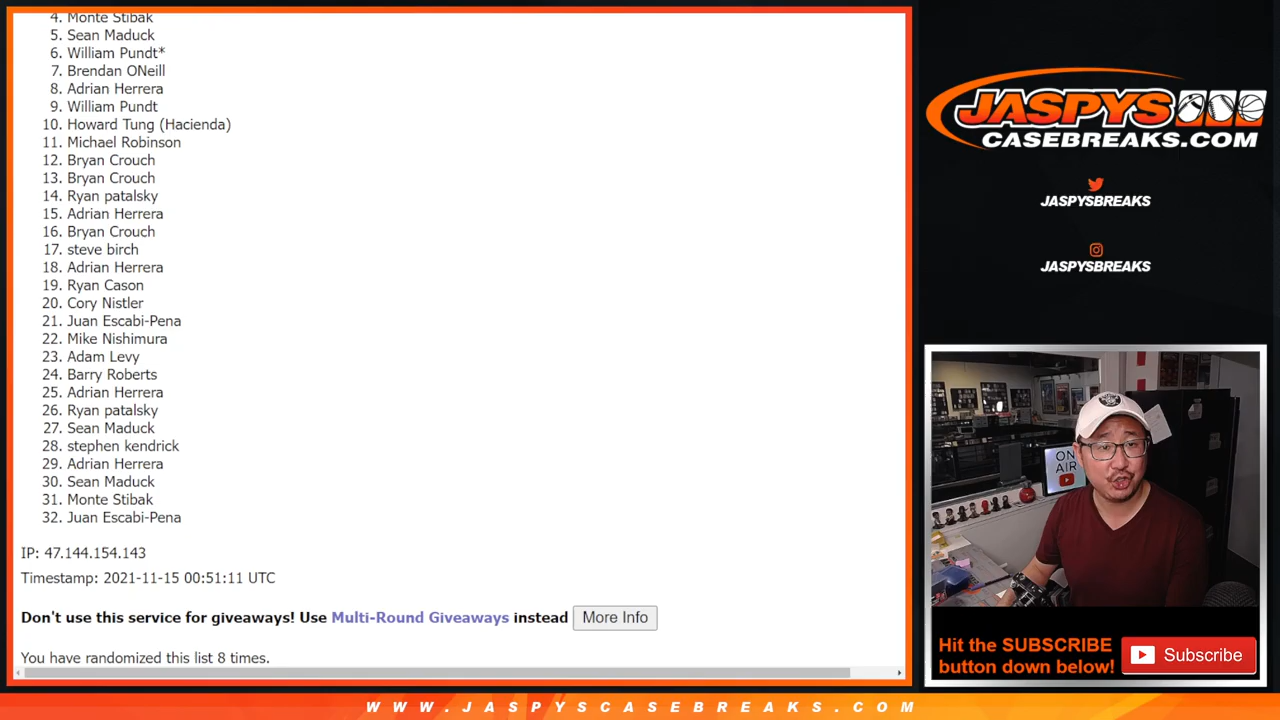 4. Monte Stibak
5. Sean Maduck
6. William Pundt*
7. Brendan ONeill
8. Adrian Herrera
9. William Pundt
10. Howard Tung (Hacienda)
11. Michael Robinson
12. Bryan Crouch
13. Bryan Crouch
14. Ryan patalsky
15. Adrian Herrera
16. Bryan Crouch
17. steve birch
18. Adrian Herrera
19. Ryan Cason
20. Cory Nistler
21. Juan Escabi-Pena
22. Mike Nishimura
23. Adam Levy
24. Barry Roberts
25. Adrian Herrera
26. Ryan patalsky
27. Sean Maduck
28. stephen kendrick
29. Adrian Herrera
30. Sean Maduck
31. Monte Stibak
32. Juan Escabi-Pena
IP: 47.144.154.143
Timestamp: 2021-11-15 00:51:11 UTC
Don't use this service for giveaways! Use Multi-Round Giveaways instead More Info
You have randomized this list 8 times.
JASPYS
CASEBREAKS.COM
JASPYSBREAKS
JASPYSBREAKS
ON
AIR
Hit the SUBSCRIBE
button down below!
Subscribe
WWW.JASPYSCASEBREAKS.COM